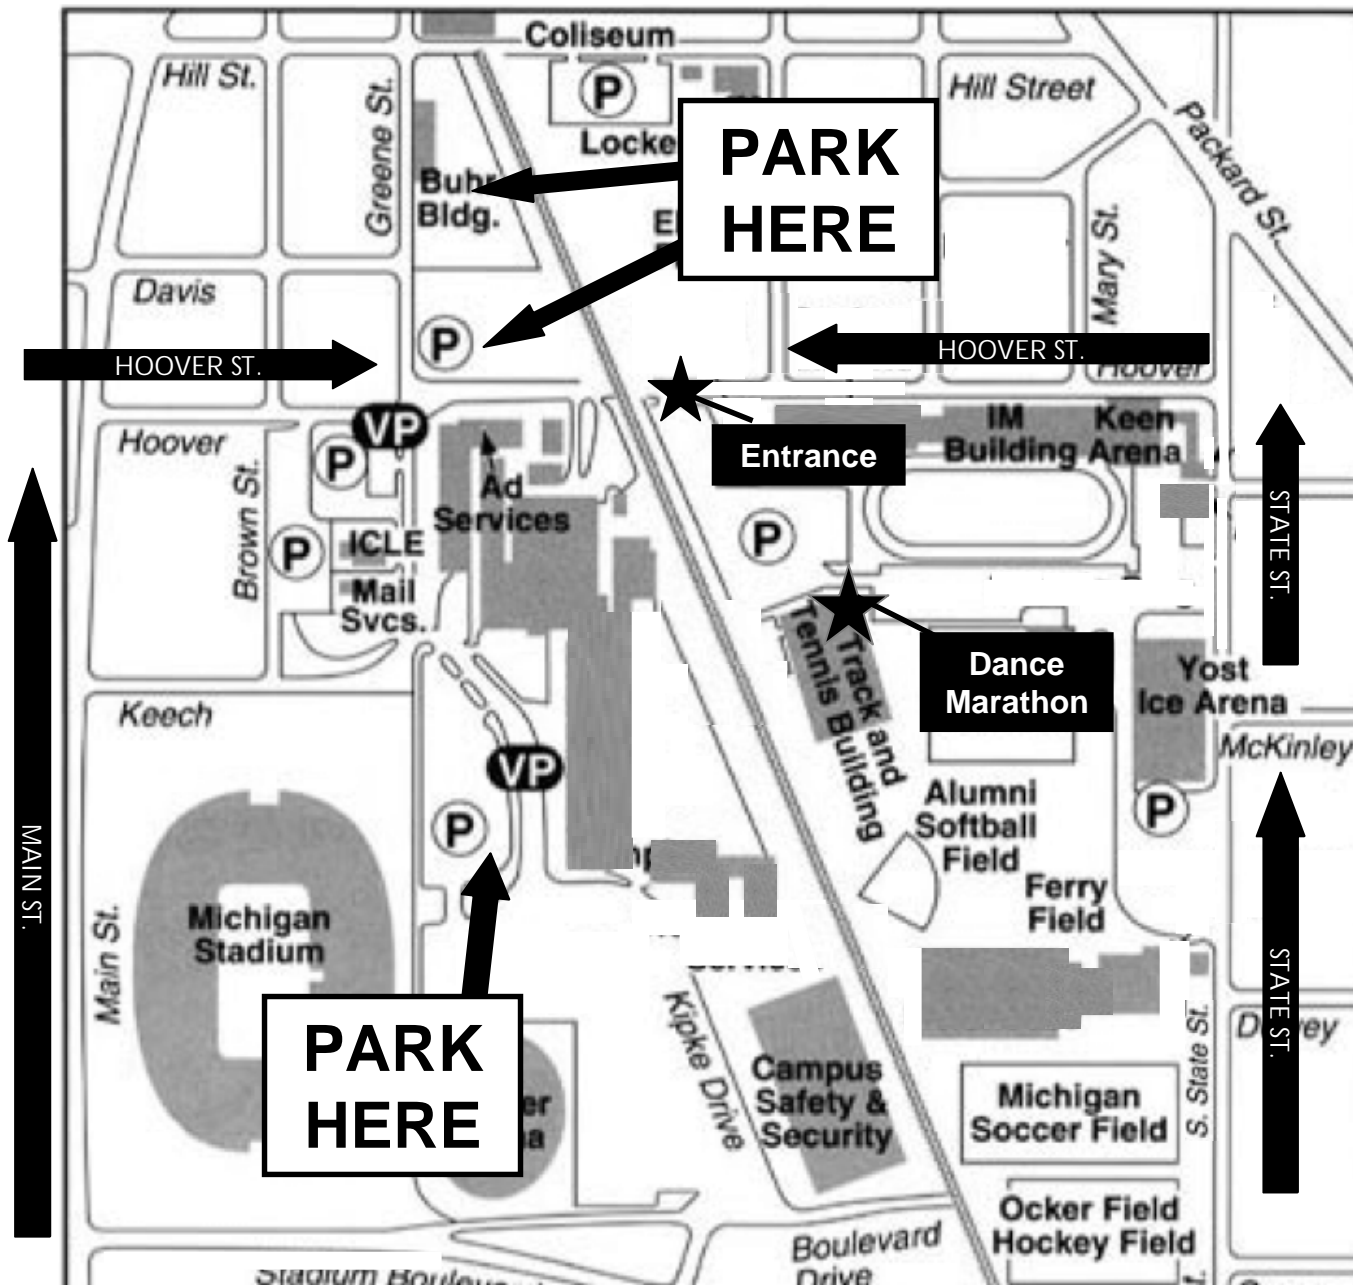 Coliseum
Hill St.
P
Hill Street
Packard St.
Greene St.
Locke
PARK
HERE
Buhr
Bldg.
Mary St.
Davis
P
HOOVER ST.
HOOVER ST.
Hoover
VP
Hoover
IM
Building
Keen
Arena
Entrance
P
Ad
Services
Brown St.
P
ICLE
P
STATE ST.
Mail
Svcs.
Track and
Tennis Building
Dance
Marathon
Yost
Ice Arena
Keech
McKinley
VP
P
P
Alumni
Softball
Field
MAIN ST.
Ferry
Field
Main St.
Michigan
Stadium
STATE ST.
S. State St.
Kipke Drive
PARK
HERE
er
a
Campus
Safety &
Security
Michigan
Soccer Field
Ocker Field
Hockey Field
Boulevard
Drive
Stadium Boulevard